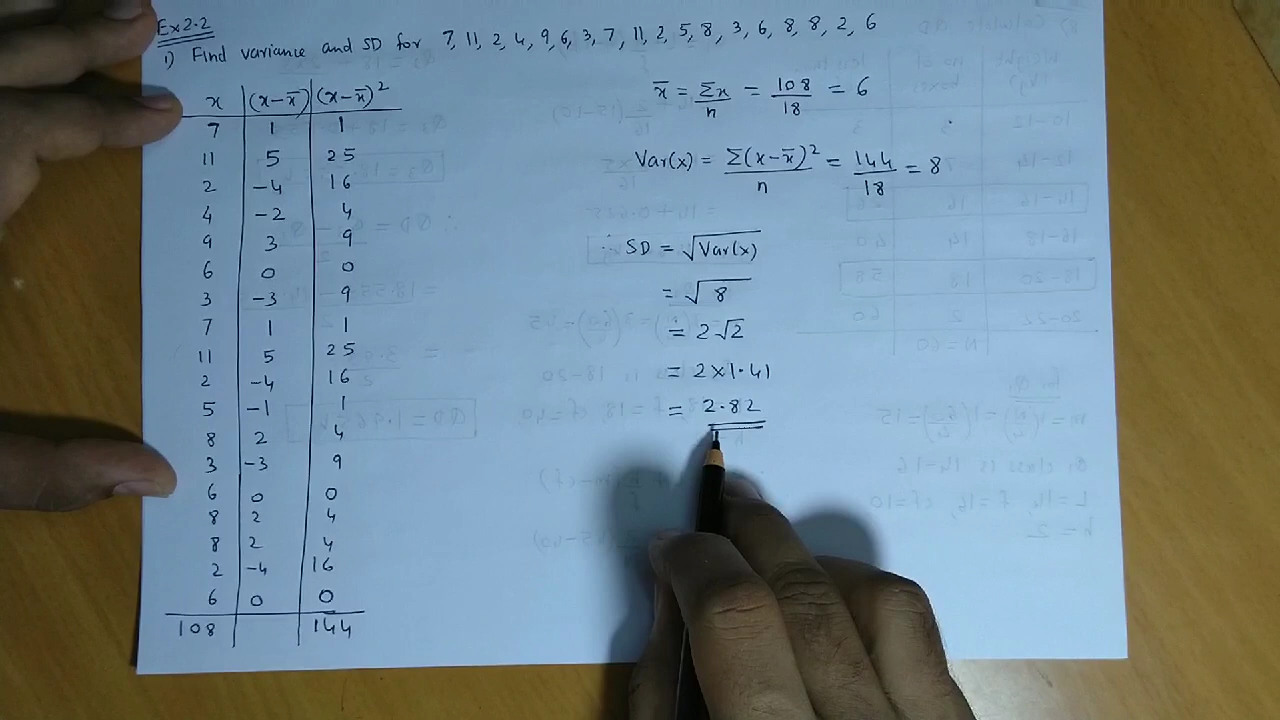 Ex 2.2
1) Find variance and SD for 7, 11, 2, 4, 9, 6, 3, 7, 11, 2, 5, 8, 3, 6, 8, 8, 2, 6
x (x-x̄) (x-x̄)²
7 1 1
11 5 25
2 -4 16
4 -2 4
9 3 9
6 0 0
3 -3 9
7 1 1
11 5 25
2 -4 16
5 -1 1
8 2 4
3 -3 9
6 0 0
8 2 4
8 2 4
2 -4 16
6 0 0
108 144
x̄ = Σx/n = 108/18 = 6
Var(x) = Σ(x-x̄)²/n = 144/18 = 8
∴ SD = √Var(x)
= √8
= 2√2
= 2×1.41
= 2.82